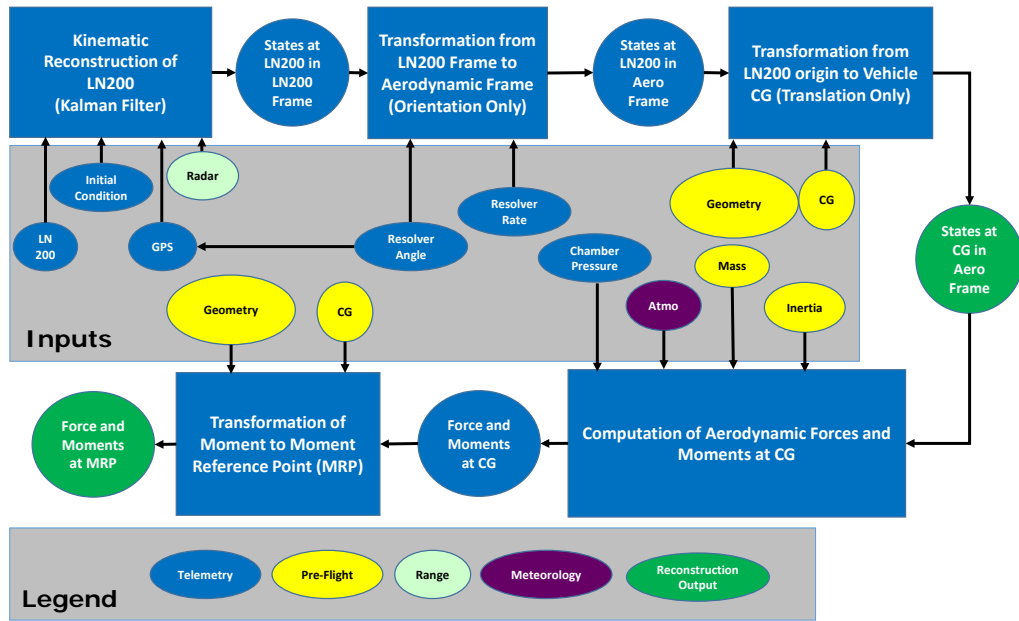 Kinematic
Reconstruction of
LN200
(Kalman Filter)
States at
LN200 in
LN200
Frame
Transformation from
LN200 Frame to
Aerodynamic Frame
(Orientation Only)
States at
LN200 in
Aero
Frame
Transformation from
LN200 origin to Vehicle
CG (Translation Only)
Initial
Condition
Radar
LN
200
GPS
Resolver
Angle
Resolver
Rate
Geometry
CG
States at
CG in
Aero
Frame
Chamber
Pressure
Mass
Atmo
Inertia
Geometry
CG
Inputs
Force and
Moments
at MRP
Transformation of
Moment to Moment
Reference Point (MRP)
Force and
Moments
at CG
Computation of Aerodynamic Forces and
Moments at CG
Telemetry
Pre-Flight
Range
Meteorology
Reconstruction
Output
Legend